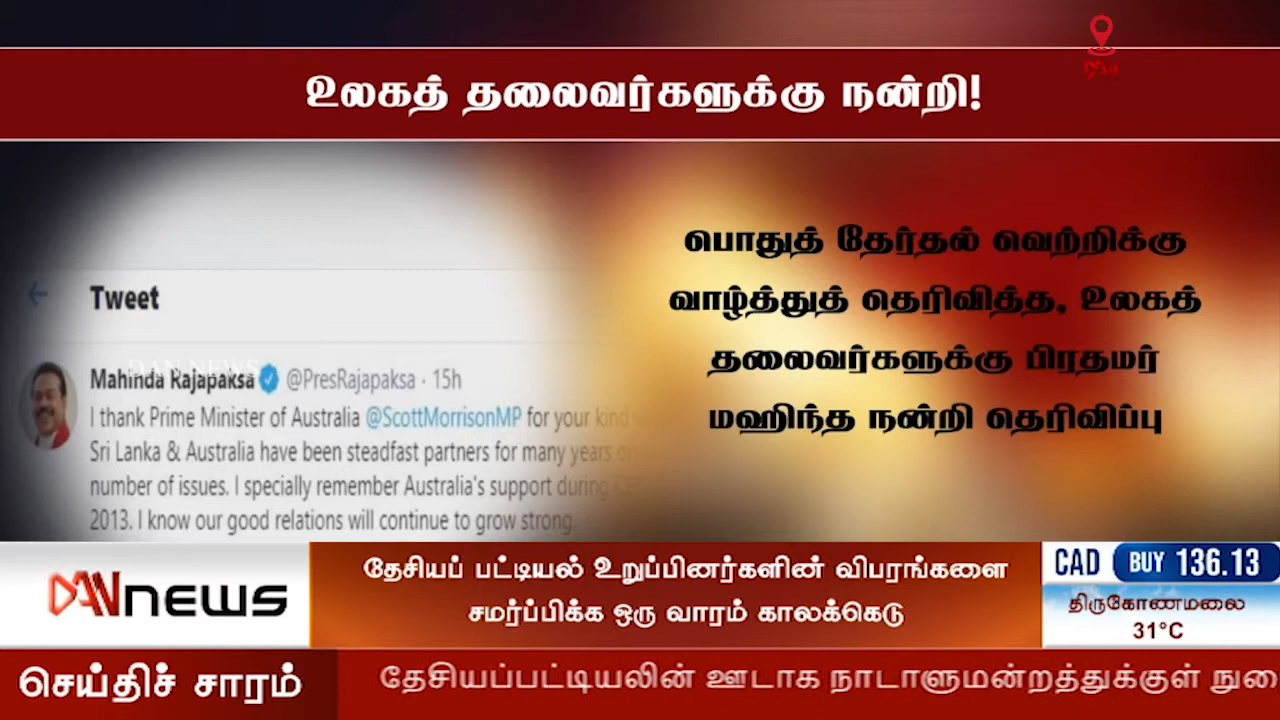 உலகத் தலைவர்களுக்கு நன்றி!
பொதுத் தேர்தல் வெற்றிக்கு
வாழ்த்துத் தெரிவித்த, உலகத்
தலைவர்களுக்கு பிரதமர்
மஹிந்த நன்றி தெரிவிப்பு
Tweet
DAN NEWS
Mahinda Rajapaksa @PresRajapaksa · 15h
I thank Prime Minister of Australia @ScottMorrisonMP for your kind
Sri Lanka & Australia have been steadfast partners for many years
number of issues. I specially remember Australia's support during
2013. I know our good relations will continue to grow strong.
DAN news
தேசியப் பட்டியல் உறுப்பினர்களின் விபரங்களை
சமர்ப்பிக்க ஒரு வாரம் காலக்கெடு
CAD BUY 136.13
திருகோணமலை
31°C
செய்திச் சாரம்
தேசியப்பட்டியலின் ஊடாக நாடாளுமன்றத்துக்குள்